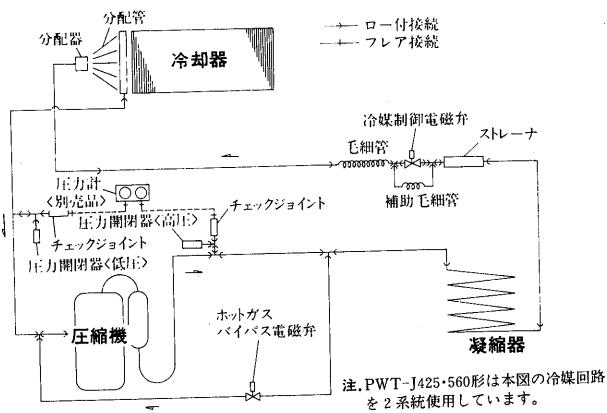 分配管
分配器
冷却器
ロー付接続
フレア接続
冷媒制御電磁弁
ストレーナ
毛細管
補助毛細管
圧力計
〈別売品〉
圧力開閉器〈高圧〉
チェックジョイント
チェックジョイント
圧力開閉器〈低圧〉
圧縮機
ホットガス
バイパス電磁弁
凝縮器
注.PWT-J425・560形は本図の冷媒回路
を2系統使用しています。